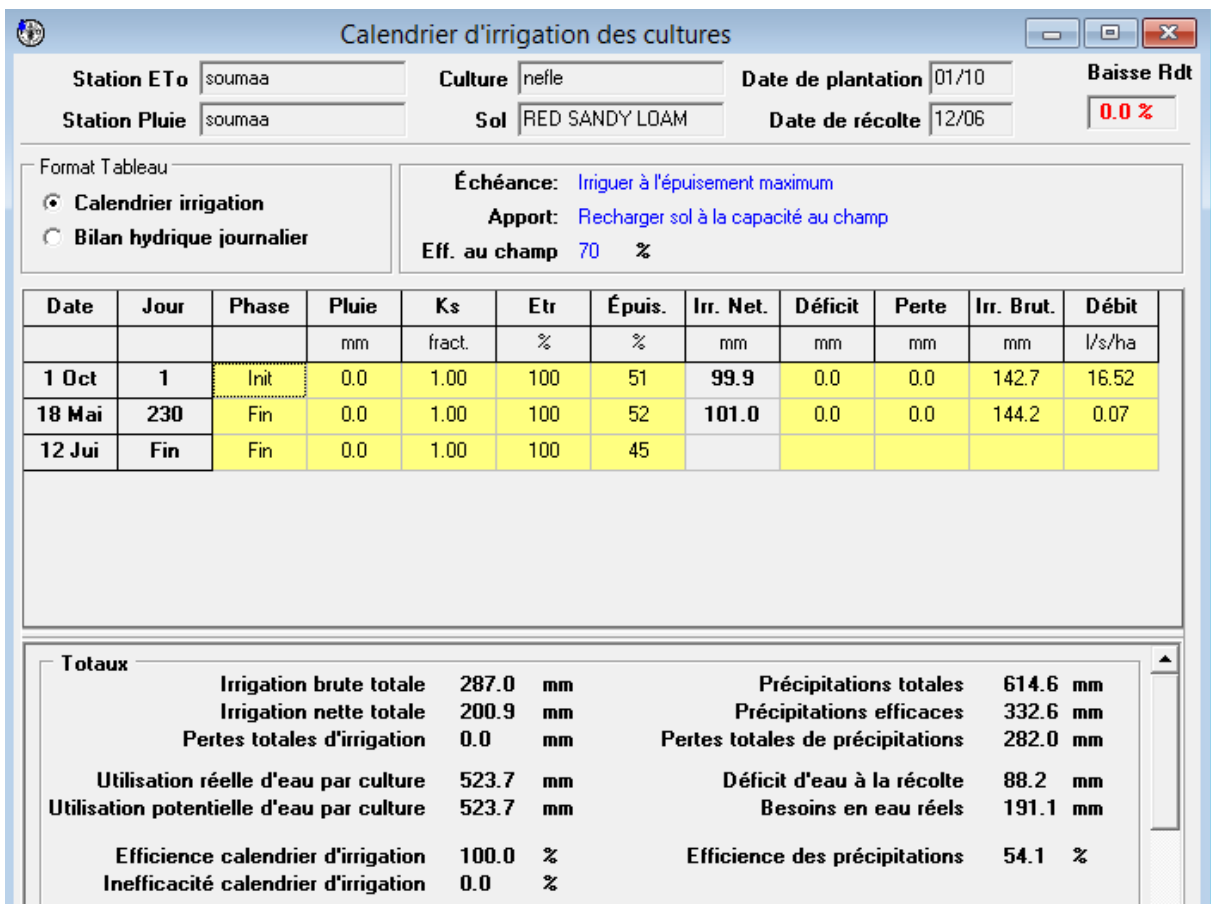 Calendrier d'irrigation des cultures
Station ETo soumaa Culture nefle Date de plantation 01/10 Baisse Rdt
Station Pluie soumaa Sol RED SANDY LOAM Date de récolte 12/06 0.0 %
Format Tableau
Calendrier irrigation
Bilan hydrique journalier
Échéance: Irriguer à l'épuisement maximum
Apport: Recharger sol à la capacité au champ
Eff. au champ 70 %
Date Jour Phase Pluie Ks Etr Épuis. Irr. Net. Déficit Perte Irr. Brut. Débit
mm fract. % % mm mm mm mm l/s/ha
1 Oct 1 Init 0.0 1.00 100 51 99.9 0.0 0.0 142.7 16.52
18 Mai 230 Fin 0.0 1.00 100 52 101.0 0.0 0.0 144.2 0.07
12 Jui Fin Fin 0.0 1.00 100 45
Totaux
Irrigation brute totale 287.0 mm Précipitations totales 614.6 mm
Irrigation nette totale 200.9 mm Précipitations efficaces 332.6 mm
Pertes totales d'irrigation 0.0 mm Pertes totales de précipitations 282.0 mm
Utilisation réelle d'eau par culture 523.7 mm Déficit d'eau à la récolte 88.2 mm
Utilisation potentielle d'eau par culture 523.7 mm Besoins en eau réels 191.1 mm
Efficience calendrier d'irrigation 100.0 % Efficience des précipitations 54.1 %
Inefficacité calendrier d'irrigation 0.0 %